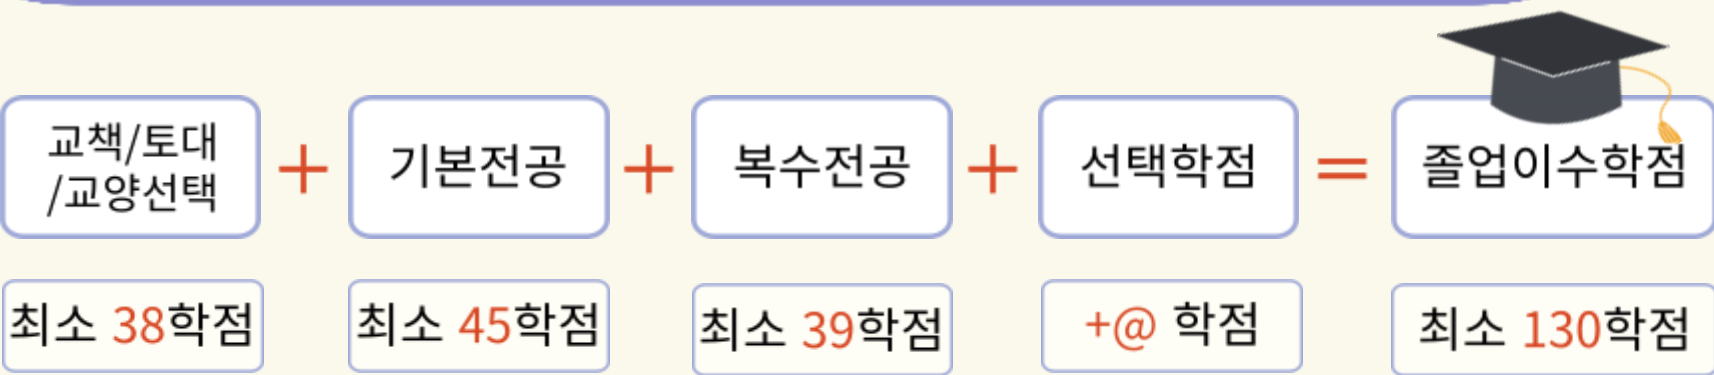 교책/토대
/교양선택
+
기본전공
+
복수전공
+
선택학점
=
졸업이수학점
최소 38학점
최소 45학점
최소 39학점
+@ 학점
최소 130학점